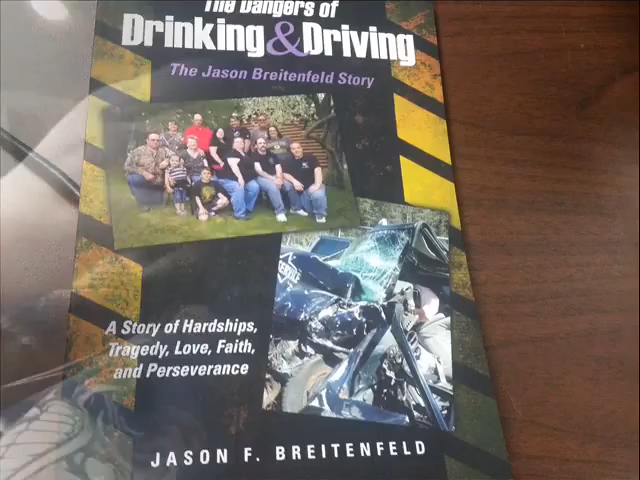 The Dangers of
Drinking & Driving
The Jason Breitenfeld Story
A Story of Hardships,
Tragedy, Love, Faith,
and Perseverance
JASON F. BREITENFELD